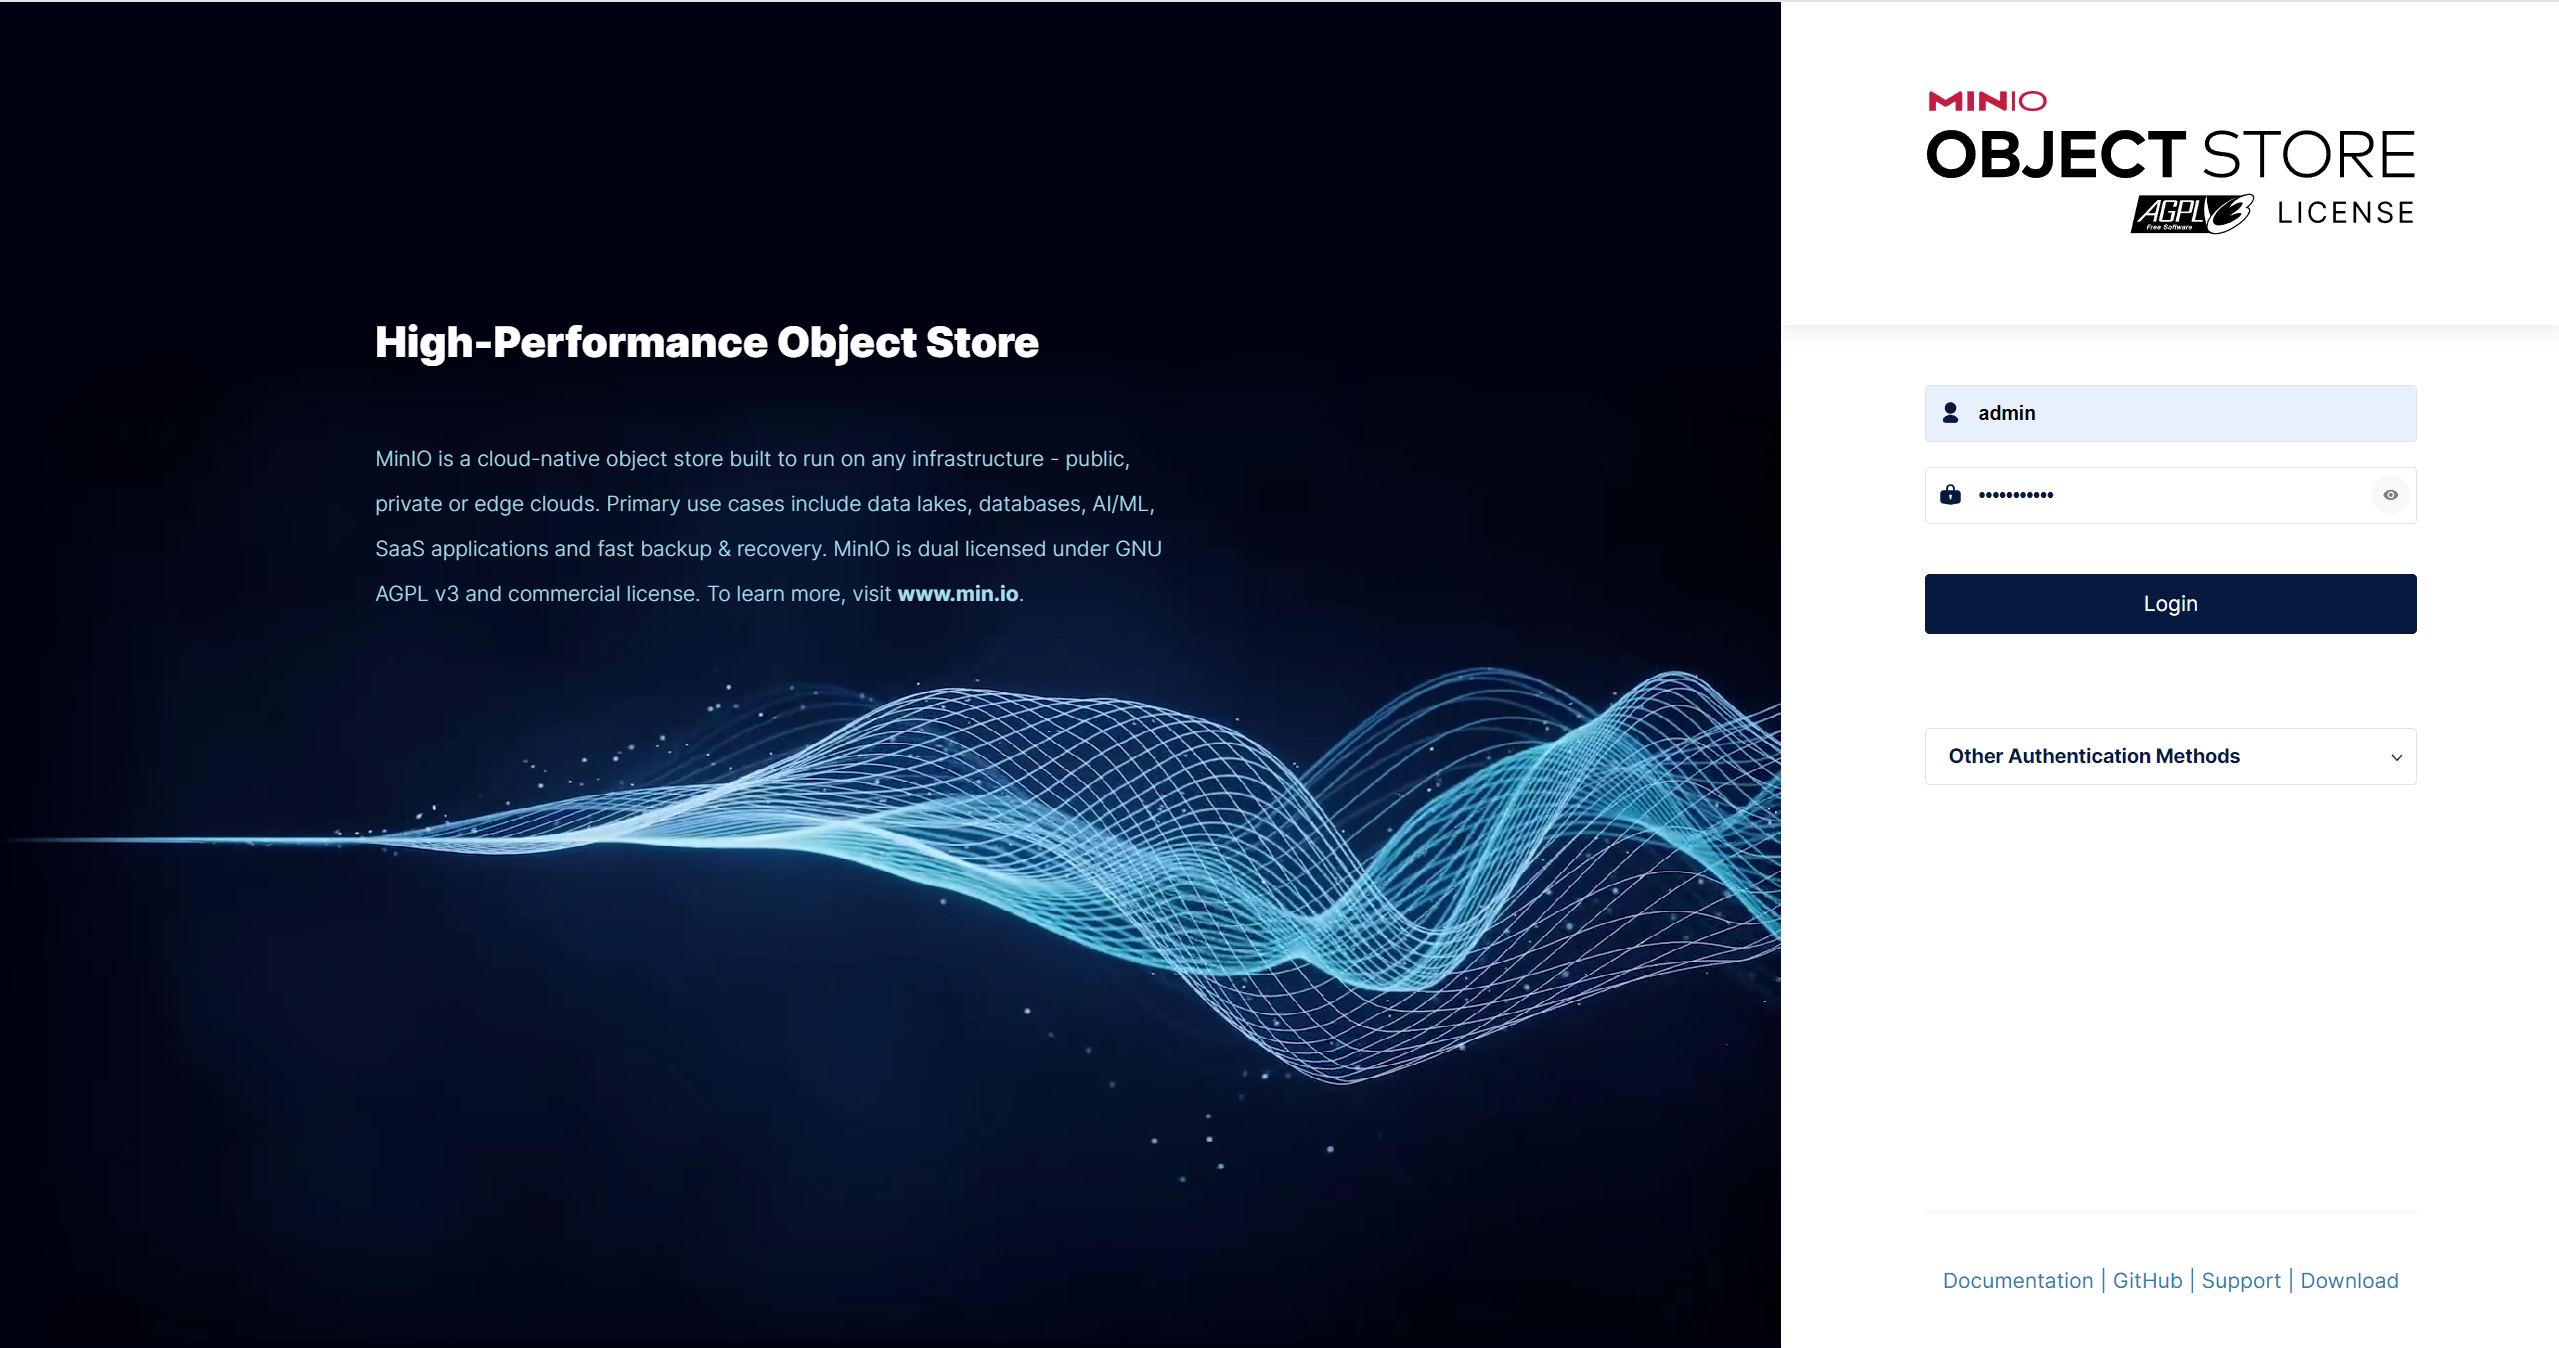 High-Performance Object Store
MinIO is a cloud-native object store built to run on any infrastructure - public,
private or edge clouds. Primary use cases include data lakes, databases, AI/ML,
SaaS applications and fast backup & recovery. MinIO is dual licensed under GNU
AGPL v3 and commercial license. To learn more, visit www.min.io.
MINIO
OBJECT STORE
AGPLV3 LICENSE
Free Software
admin
•••••••••••
Login
Other Authentication Methods
Documentation | GitHub | Support | Download